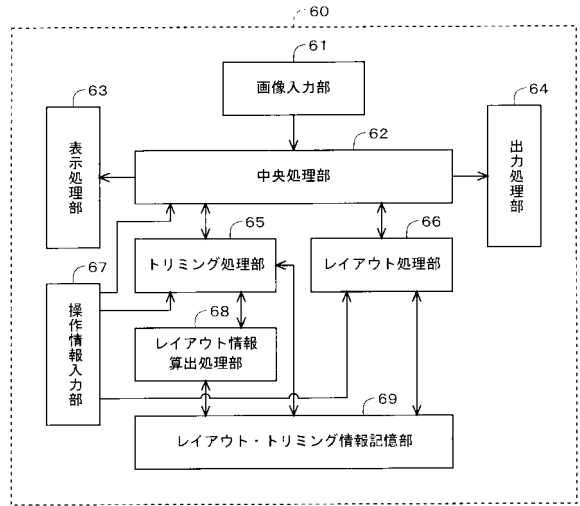 60
61
画像入力部
63
表示処理部
62
中央処理部
64
出力処理部
65
トリミング処理部
66
レイアウト処理部
67
操作情報入力部
68
レイアウト情報
算出処理部
69
レイアウト・トリミング情報記憶部